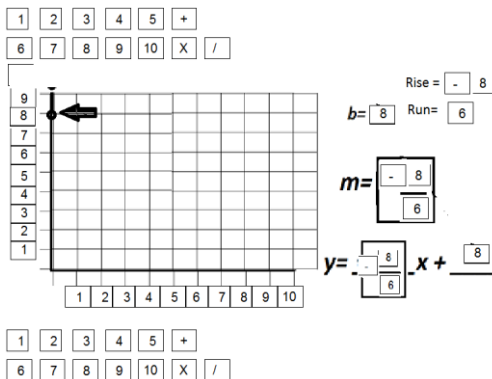 1 2 3 4 5 +
6 7 8 9 10 X /
9
8
7
6
5
4
3
2
1
1 2 3 4 5 6 7 8 9 10
Rise = - 8
b= 8 Run= 6
m= - 8
6
y= - 8
6 x + 8
1 2 3 4 5 +
6 7 8 9 10 X /